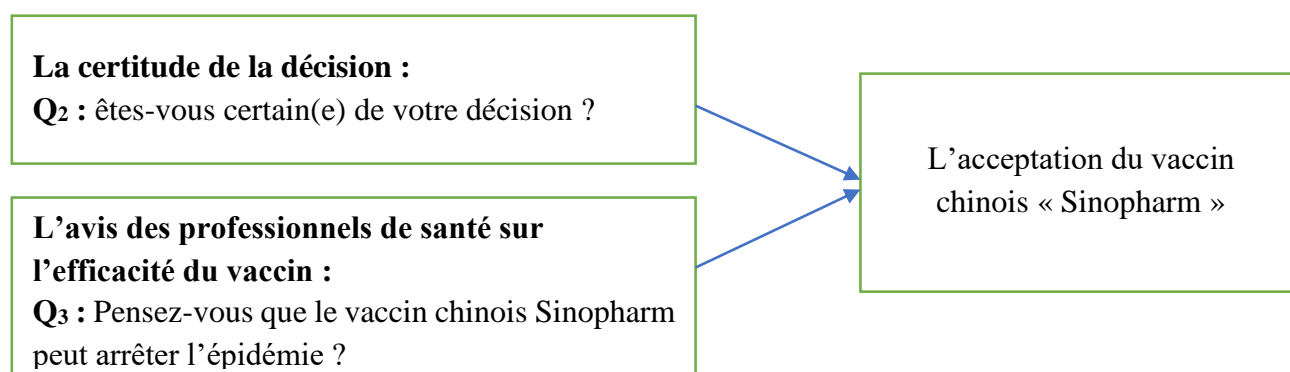 La certitude de la décision :
Q2 : êtes-vous certain(e) de votre décision ?
L’avis des professionnels de santé sur
l’efficacité du vaccin :
Q3 : Pensez-vous que le vaccin chinois Sinopharm
peut arrêter l’épidémie ?
L’acceptation du vaccin
chinois « Sinopharm »